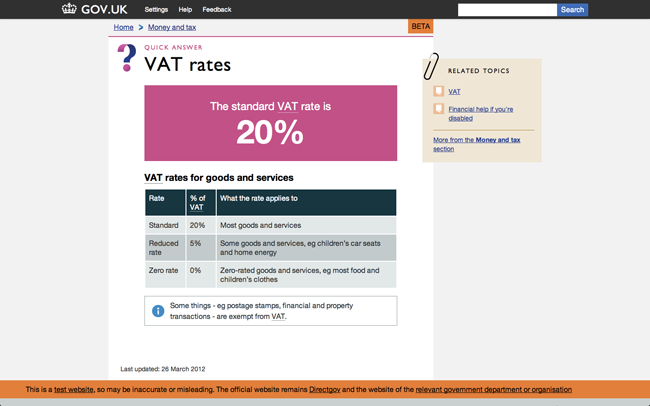 GOV.UK Settings Help Feedback Search
Home > Money and tax BETA
QUICK ANSWER
? VAT rates
The standard VAT rate is
20%
VAT rates for goods and services
Rate % of VAT What the rate applies to
Standard 20% Most goods and services
Reduced rate 5% Some goods and services, eg children's car seats
and home energy
Zero rate 0% Zero-rated goods and services, eg most food and
children's clothes
i Some things - eg postage stamps, financial and property
transactions - are exempt from VAT.
Last updated: 26 March 2012
RELATED TOPICS
VAT
Financial help if you're
disabled
More from the Money and tax
section
This is a test website, so may be inaccurate or misleading. The official website remains Directgov and the website of the relevant government department or organisation